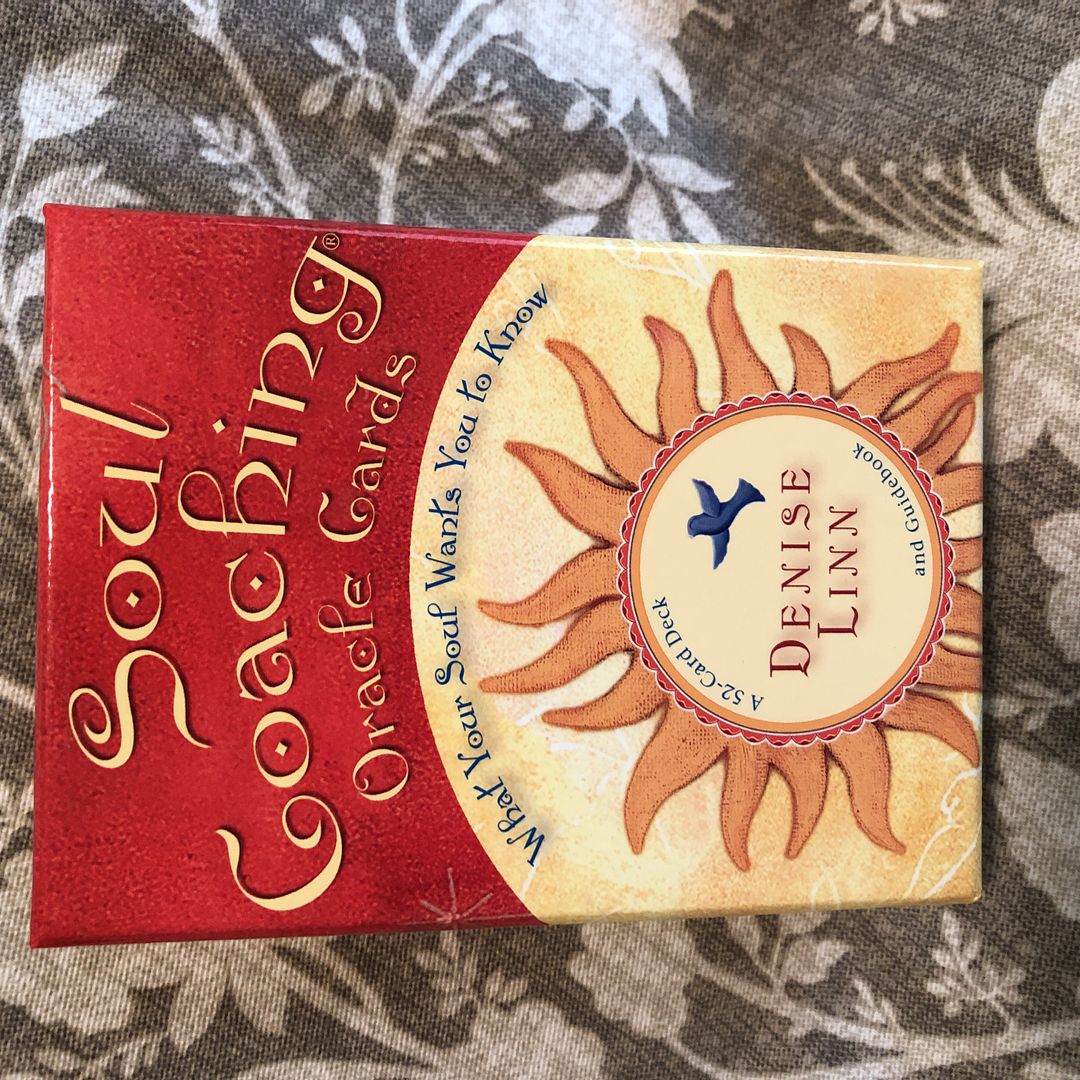 Soul
Coaching®
Oracle Cards
What Your Soul Wants You to Know
A 52-Card Deck
DENISE
LINN
and Guidebook